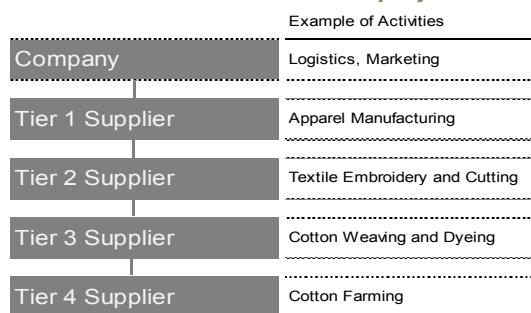 Example of Activities
Company
Logistics, Marketing
Tier 1 Supplier
Apparel Manufacturing
Tier 2 Supplier
Textile Embroidery and Cutting
Tier 3 Supplier
Cotton Weaving and Dyeing
Tier 4 Supplier
Cotton Farming